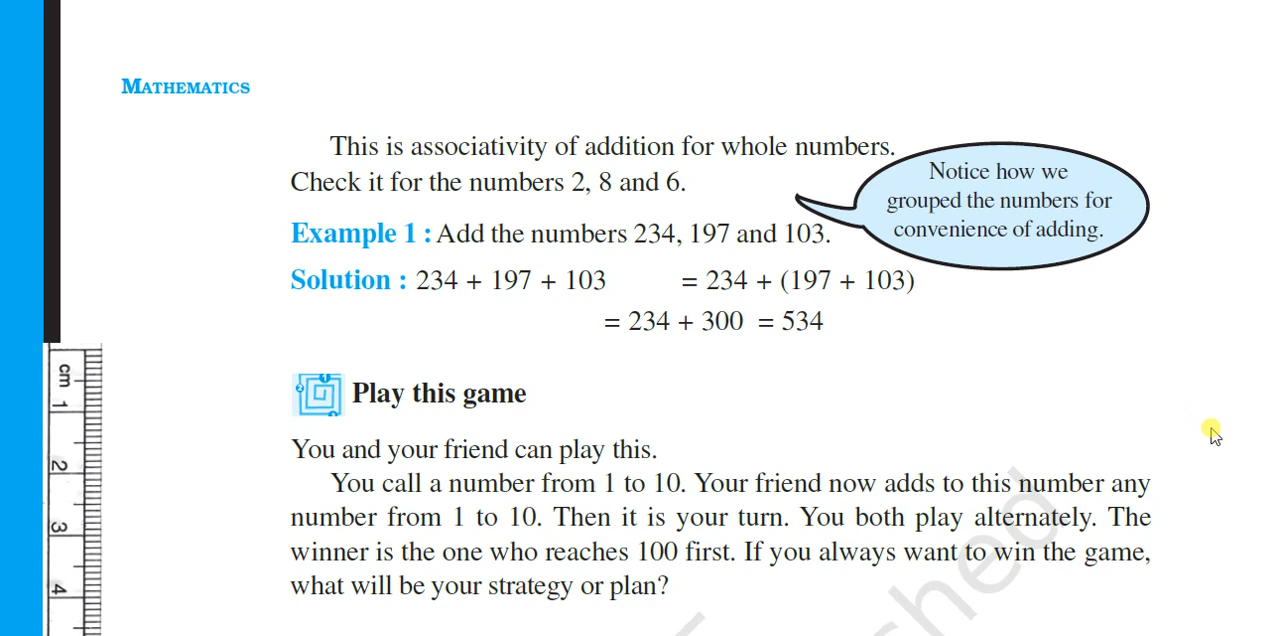 MATHEMATICS
This is associativity of addition for whole numbers.
Check it for the numbers 2, 8 and 6.
Notice how we
grouped the numbers for
convenience of adding.
Example 1 : Add the numbers 234, 197 and 103.
Solution : 234 + 197 + 103 = 234 + (197 + 103)
= 234 + 300 = 534
Play this game
You and your friend can play this.
You call a number from 1 to 10. Your friend now adds to this number any
number from 1 to 10. Then it is your turn. You both play alternately. The
winner is the one who reaches 100 first. If you always want to win the game,
what will be your strategy or plan?
cm
1
2
3
4